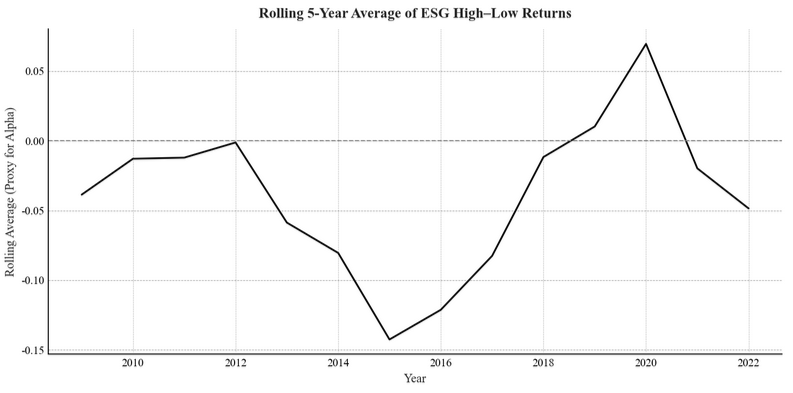 Rolling 5-Year Average of ESG High–Low Returns
Rolling Average (Proxy for Alpha)
0.05
0.00
-0.05
-0.10
-0.15
2010 2012 2014 2016 2018 2020 2022
Year